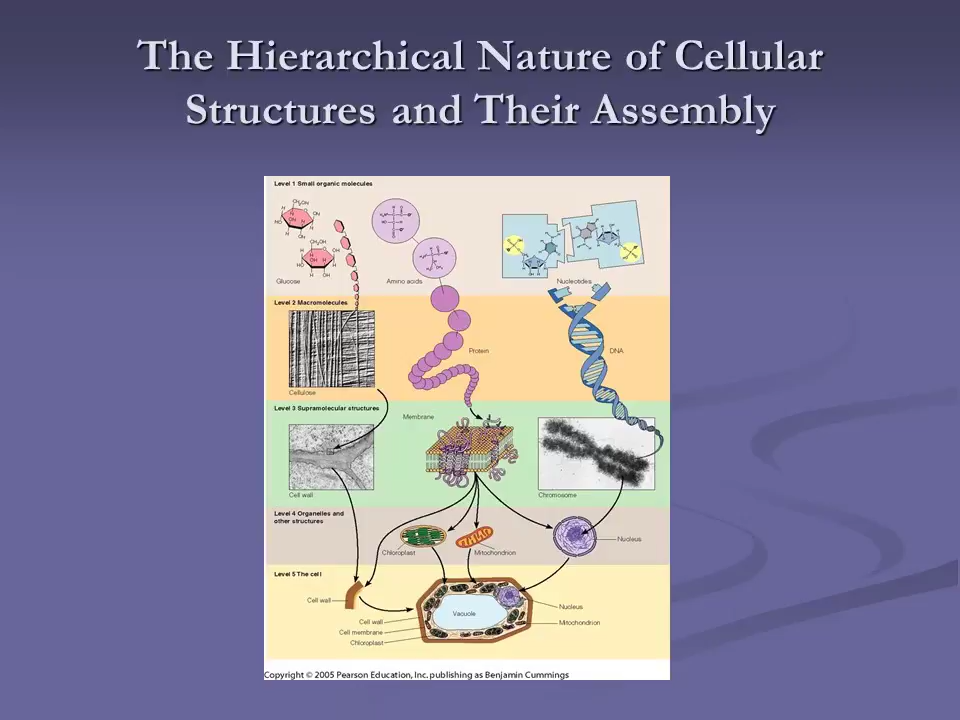 The Hierarchical Nature of Cellular
Structures and Their Assembly
Level 1 Small organic molecules
Glucose
Amino acids
Nucleotides
Level 2 Macromolecules
Protein
DNA
Cellulose
Level 3 Supramolecular structures
Membrane
Cell wall
Chromosome
Level 4 Organelles and
other structures
Chloroplast
Mitochondrion
Nucleus
Level 5 The cell
Cell wall
Vacuole
Nucleus
Cell wall
Mitochondrion
Cell membrane
Chloroplast
Copyright © 2005 Pearson Education, Inc. publishing as Benjamin Cummings